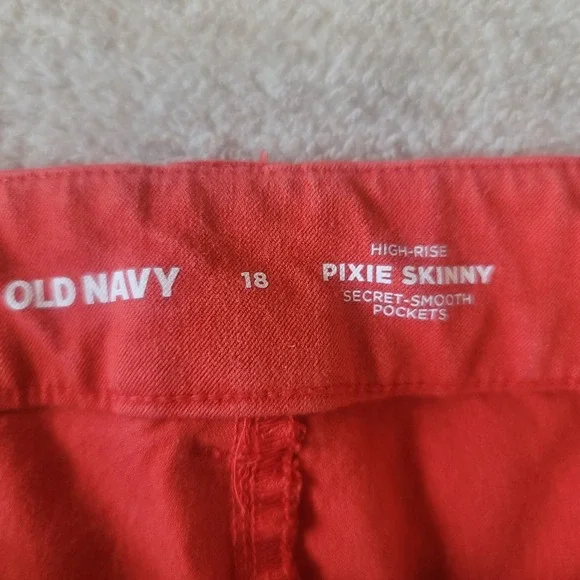 OLD NAVY
18
HIGH-RISE
PIXIE SKINNY
SECRET-SMOOTH
POCKETS